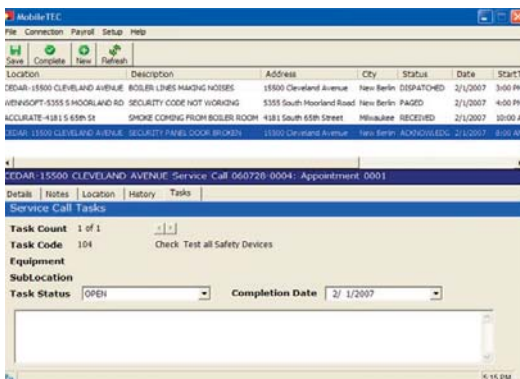 MobileTEC
File Connection Payroll Setup Help
Save Complete New Refresh
Location Description Address City Status Date StartT
CEDAR-15500 CLEVELAND AVENUE BOILER LINES MAKING NOISES 15500 Cleveland Avenue New Berlin DISPATCHED 2/1/2007 3:00 PM
WENNSOFT-5355 S MOORLAND RD SECURITY CODE NOT WORKING 5355 South Moorland Road New Berlin PAGED 2/1/2007 4:00 PM
ACCURATE-4181 S 65th St SMOKE COMING FROM BOILER ROOM 4181 South 65th Street Milwaukee RECEIVED 2/1/2007 10:00
CEDAR-15500 CLEVELAND AVENUE SECURITY PANEL DOOR BROKEN 15500 Cleveland Avenue New Berlin ACKNOWLEDG 2/1/2007 8:00 AM
CEDAR-15500 CLEVELAND AVENUE Service Call 060728-0004: Appointment 0001
Details Notes Location History Tasks
Service Call Tasks
Task Count 1 of 1
Task Code 104 Check Test all Safety Devices
Equipment
SubLocation
Task Status OPEN Completion Date 2/ 1/2007
5:15 PM